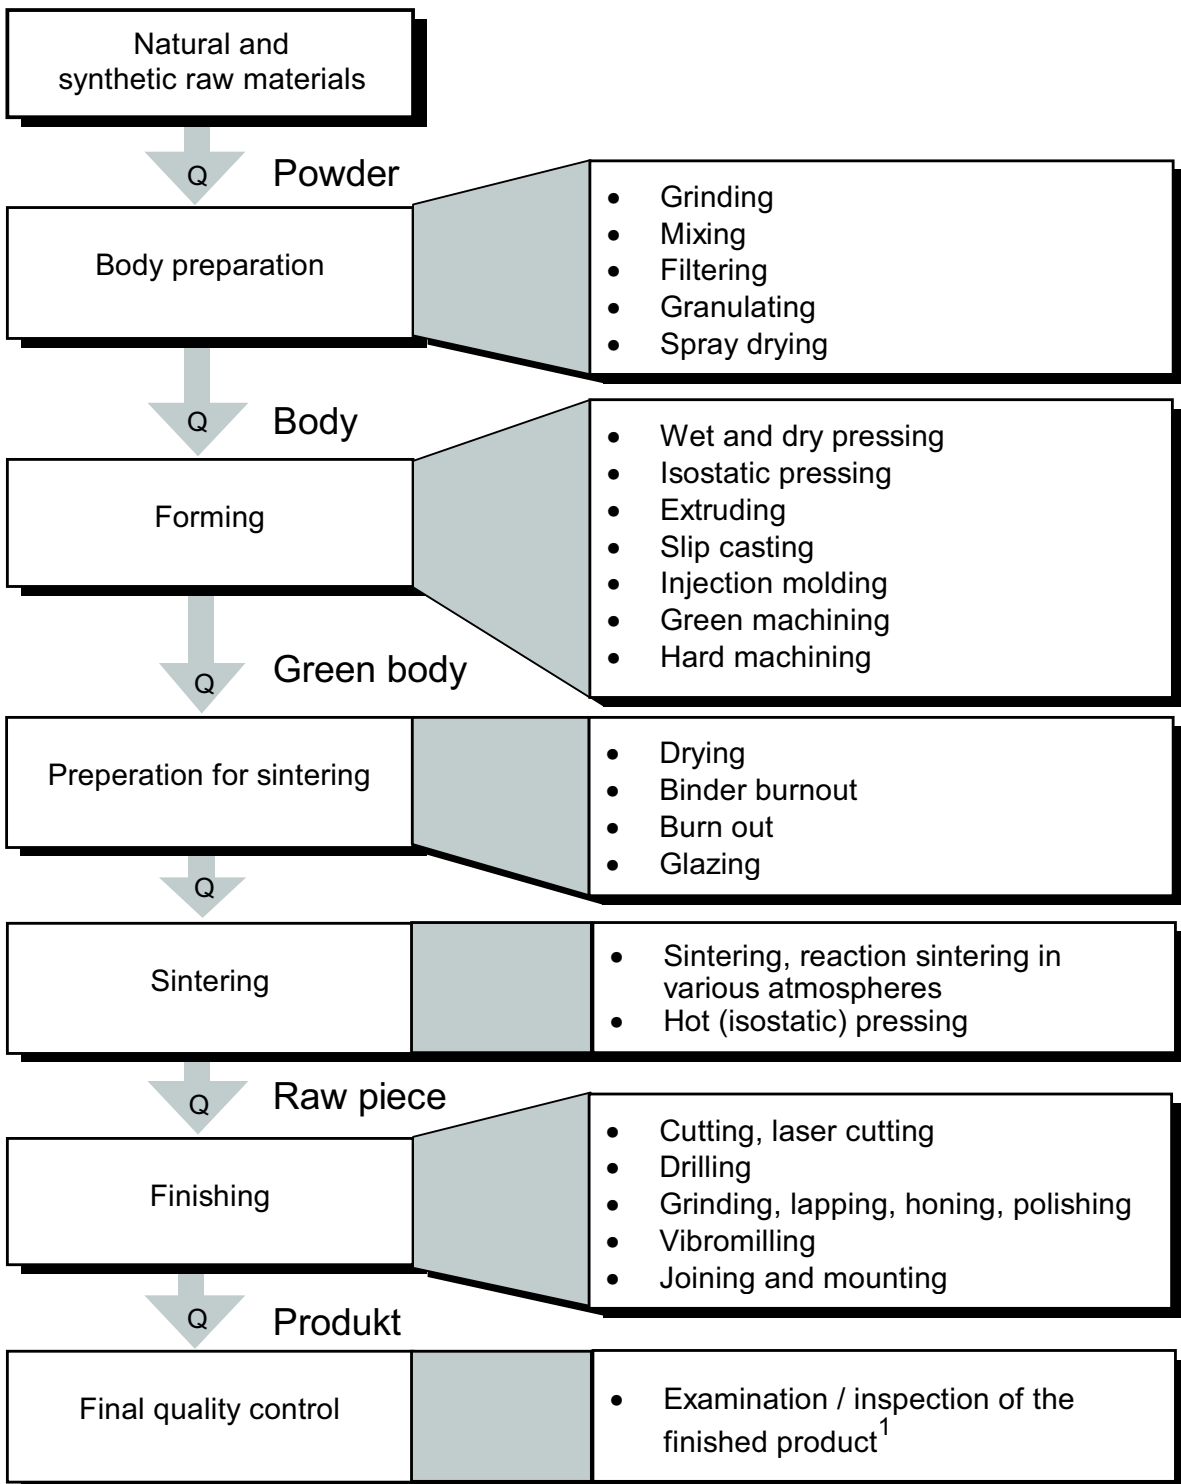 Natural and
synthetic raw materials
Q
Powder
Body preparation
• Grinding
• Mixing
• Filtering
• Granulating
• Spray drying
Q
Body
Forming
• Wet and dry pressing
• Isostatic pressing
• Extruding
• Slip casting
• Injection molding
• Green machining
• Hard machining
Q
Green body
Preperation for sintering
• Drying
• Binder burnout
• Burn out
• Glazing
Q
Sintering
• Sintering, reaction sintering in
various atmospheres
• Hot (isostatic) pressing
Q
Raw piece
Finishing
• Cutting, laser cutting
• Drilling
• Grinding, lapping, honing, polishing
• Vibromilling
• Joining and mounting
Q
Produkt
Final quality control
• Examination / inspection of the
finished product¹